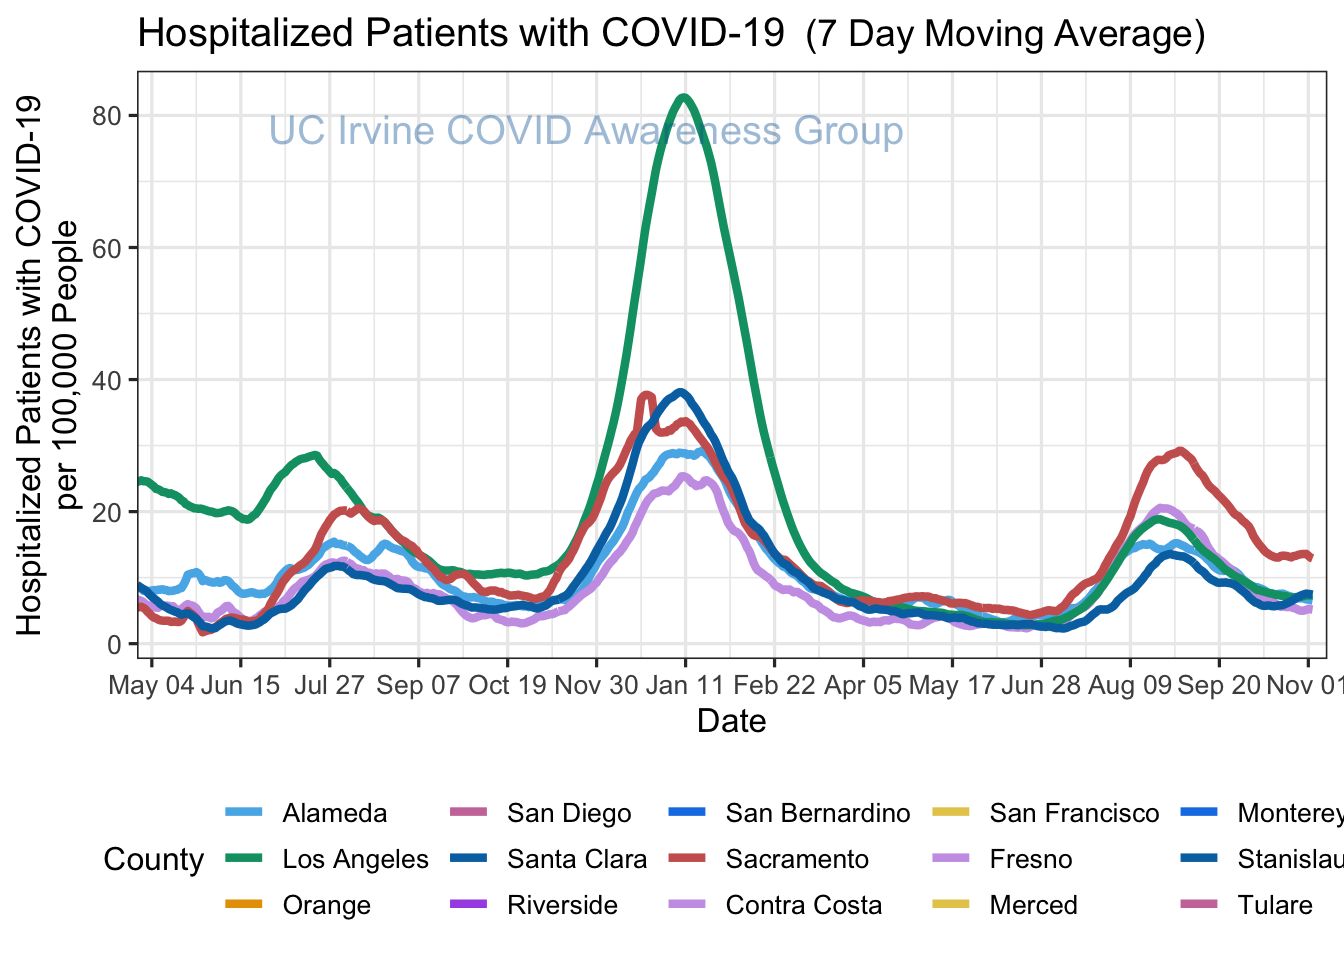 Hospitalized Patients with COVID-19 (7 Day Moving Average)
UC Irvine COVID Awareness Group
Hospitalized Patients with COVID-19
per 100,000 People
80
60
40
20
0
May 04 Jun 15 Jul 27 Sep 07 Oct 19 Nov 30 Jan 11 Feb 22 Apr 05 May 17 Jun 28 Aug 09 Sep 20 Nov 01
Date
County
Alameda San Diego San Bernardino San Francisco Monterey
Los Angeles Santa Clara Sacramento Fresno Stanislau
Orange Riverside Contra Costa Merced Tulare